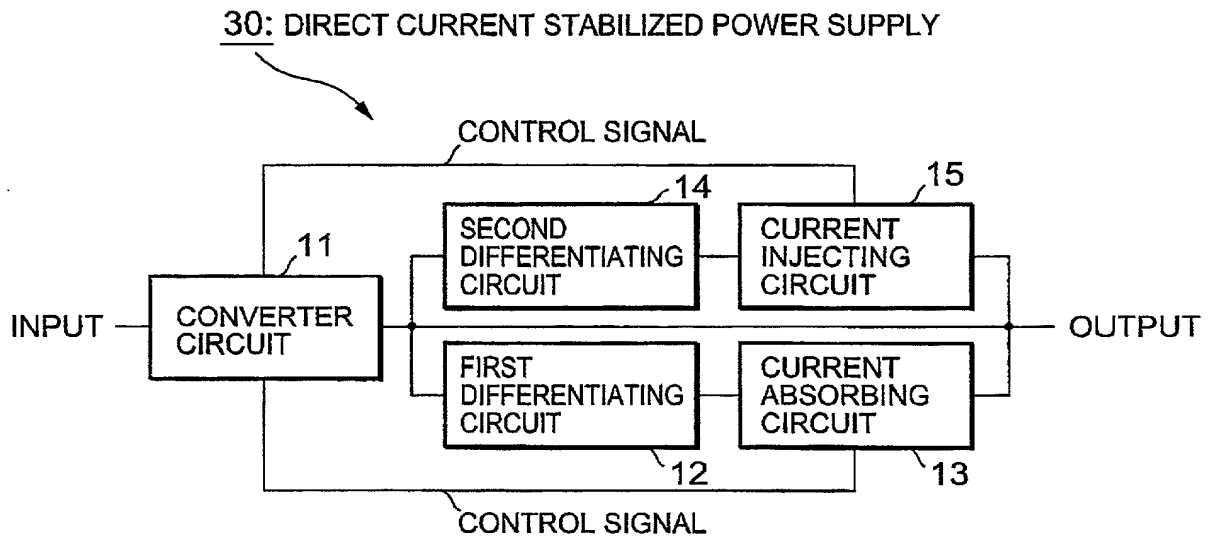 30: DIRECT CURRENT STABILIZED POWER SUPPLY
CONTROL SIGNAL
14
15
SECOND
DIFFERENTIATING
CIRCUIT
CURRENT
INJECTING
CIRCUIT
11
INPUT
CONVERTER
CIRCUIT
OUTPUT
FIRST
DIFFERENTIATING
CIRCUIT
CURRENT
ABSORBING
CIRCUIT
12
13
CONTROL SIGNAL